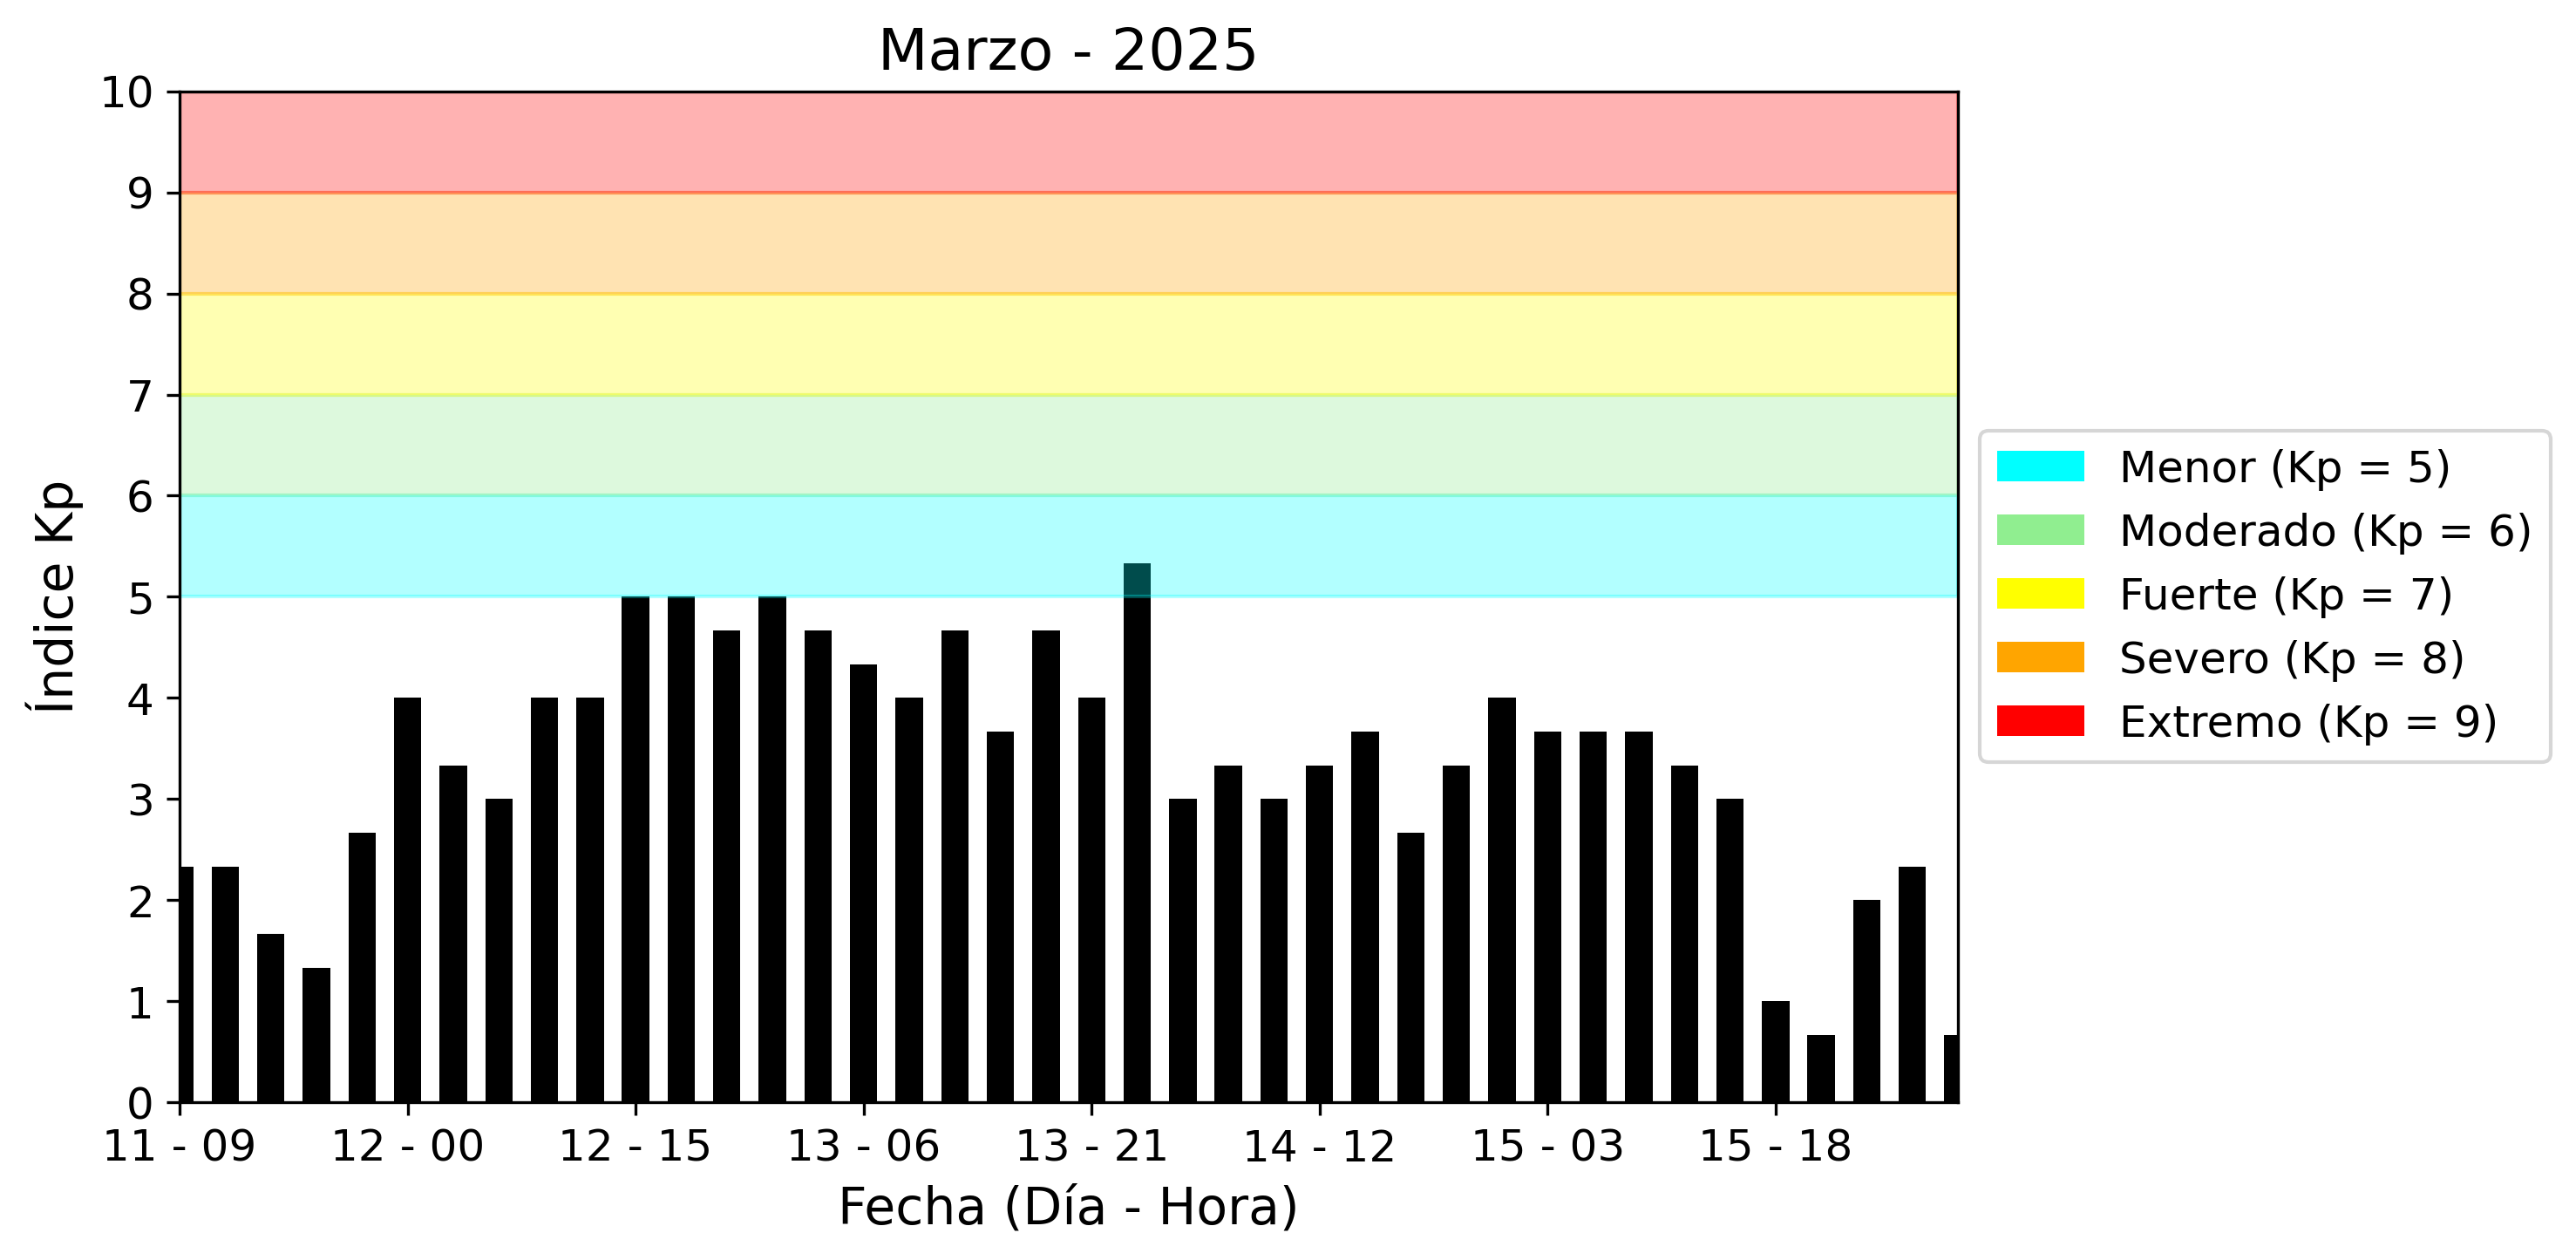 Marzo - 2025
10
9
8
7
6
5
4
3
2
1
0
Índice Kp
11 - 09
12 - 00
12 - 15
13 - 06
13 - 21
14 - 12
15 - 03
15 - 18
Fecha (Día - Hora)
Menor (Kp = 5)
Moderado (Kp = 6)
Fuerte (Kp = 7)
Severo (Kp = 8)
Extremo (Kp = 9)